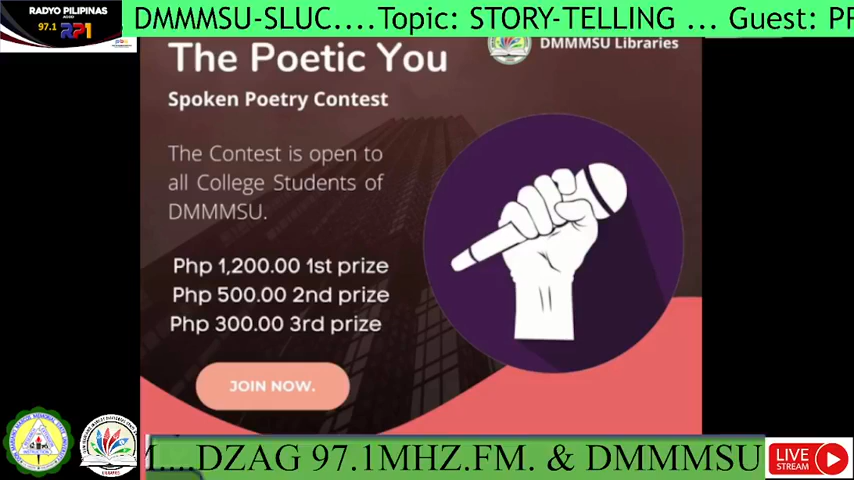 RADYO PILIPINAS
97.1 RP1
DMMMSU-SLUC....Topic: STORY-TELLING ... Guest: PR
The Poetic You
DMMMSU Libraries
Spoken Poetry Contest
The Contest is open to
all College Students of
DMMMSU.
Php 1,200.00 1st prize
Php 500.00 2nd prize
Php 300.00 3rd prize
JOIN NOW.
M....DZAG 97.1MHZ.FM. & DMMMSU
LIVE
STREAM